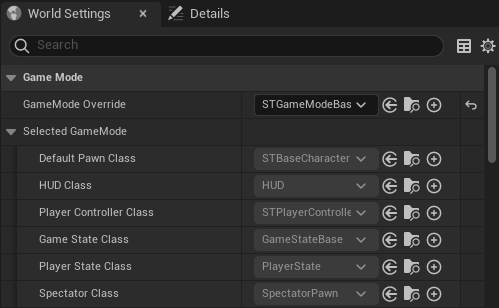 World Settings
Details
Search
Game Mode
GameMode Override
STGameModeBas
Selected GameMode
Default Pawn Class
STBaseCharacter
HUD Class
HUD
Player Controller Class
STPlayerControlle
Game State Class
GameStateBase
Player State Class
PlayerState
Spectator Class
SpectatorPawn